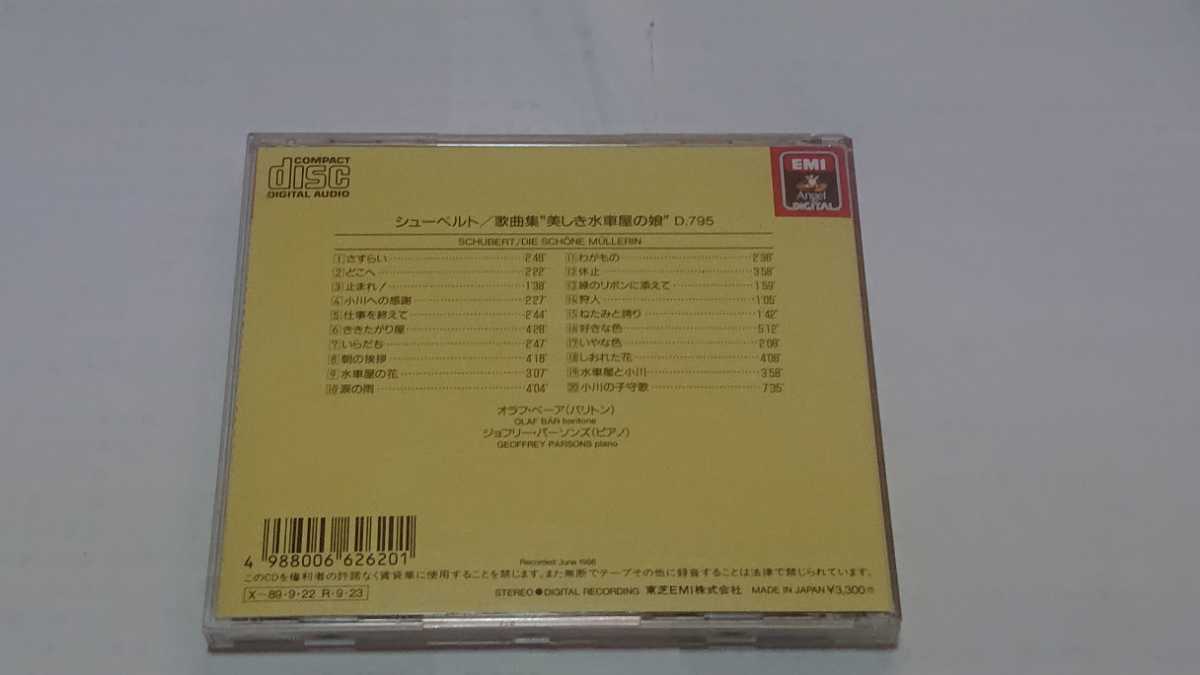 COMPACT
disc
DIGITAL AUDIO
EMI
Angel
DIGITAL
シューベルト／歌曲集"美しき水車屋の娘" D.795
SCHUBERT/DIE SCHÖNE MÜLLERIN
1 さすらい 2'48"
2 どこへ 2'22"
3 止まれ！ 1'38"
4 小川への感謝 2'27"
5 仕事を終えて 2'44"
6 ききたがり屋 4'28"
7 いらだち 2'47"
8 朝の挨拶 4'18"
9 水車屋の花 3'07"
10 涙の雨 4'04"
11 わがもの 2'36"
12 休止 3'58"
13 緑のリボンに添えて 1'59"
14 狩人 1'05"
15 ねたみと誇り 1'42"
16 好きな色 5'12"
17 いやな色 2'08"
18 しおれた花 4'08"
19 水車屋と小川 3'58"
20 小川の子守歌 7'35"
オラフ・ベーア（バリトン）
OLAF BÄR baritone
ジョフリー・パーソンズ（ピアノ）
GEOFFREY PARSONS piano
4 988006 626201
Recorded June 1986
このCDを権利者の許諾なく賃貸業に使用することを禁じます。また無断でテープその他に録音することは法律で禁じられています。
X-89・9・22 R・9・23
STEREO ● DIGITAL RECORDING 東芝EMI株式会社 MADE IN JAPAN ¥3,300